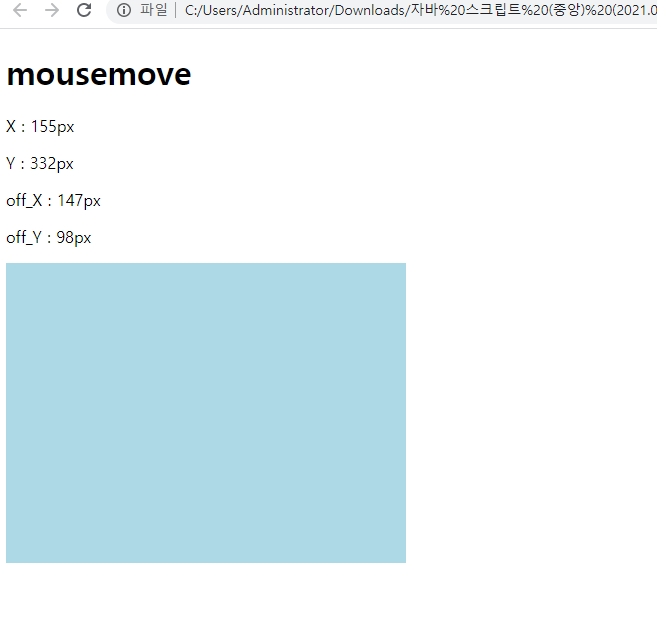 파일 C:/Users/Administrator/Downloads/자바%20스크립트%20(중앙)%20(2021.0
mousemove
X : 155px
Y : 332px
off_X : 147px
off_Y : 98px